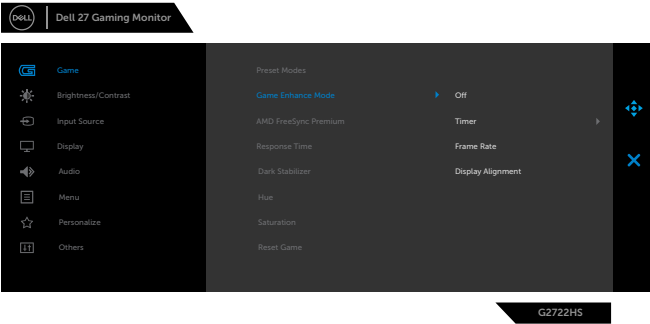 DELL
Dell 27 Gaming Monitor
Game
Preset Modes
Brightness/Contrast
Game Enhance Mode
Off
Input Source
AMD FreeSync Premium
Timer
Display
Response Time
Frame Rate
Audio
Dark Stabilizer
Display Alignment
Menu
Hue
Personalize
Saturation
Others
Reset Game
G2722HS